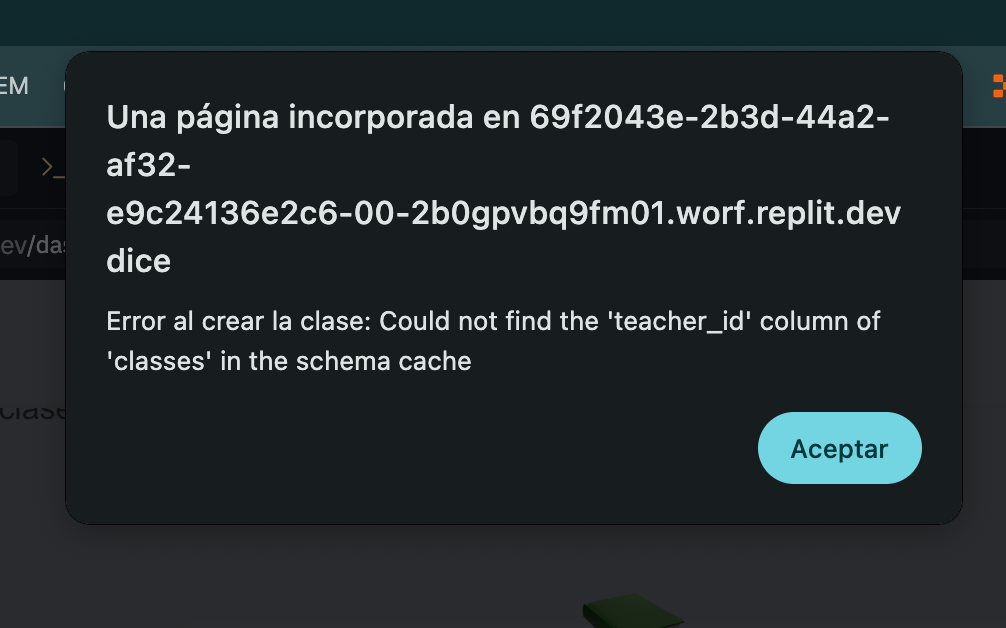 EM
Una página incorporada en 69f2043e-2b3d-44a2-
af32-
e9c24136e2c6-00-2b0gpvbq9fm01.worf.replit.dev
dice
ev/das
Error al crear la clase: Could not find the 'teacher_id' column of
'classes' in the schema cache
clase
Aceptar